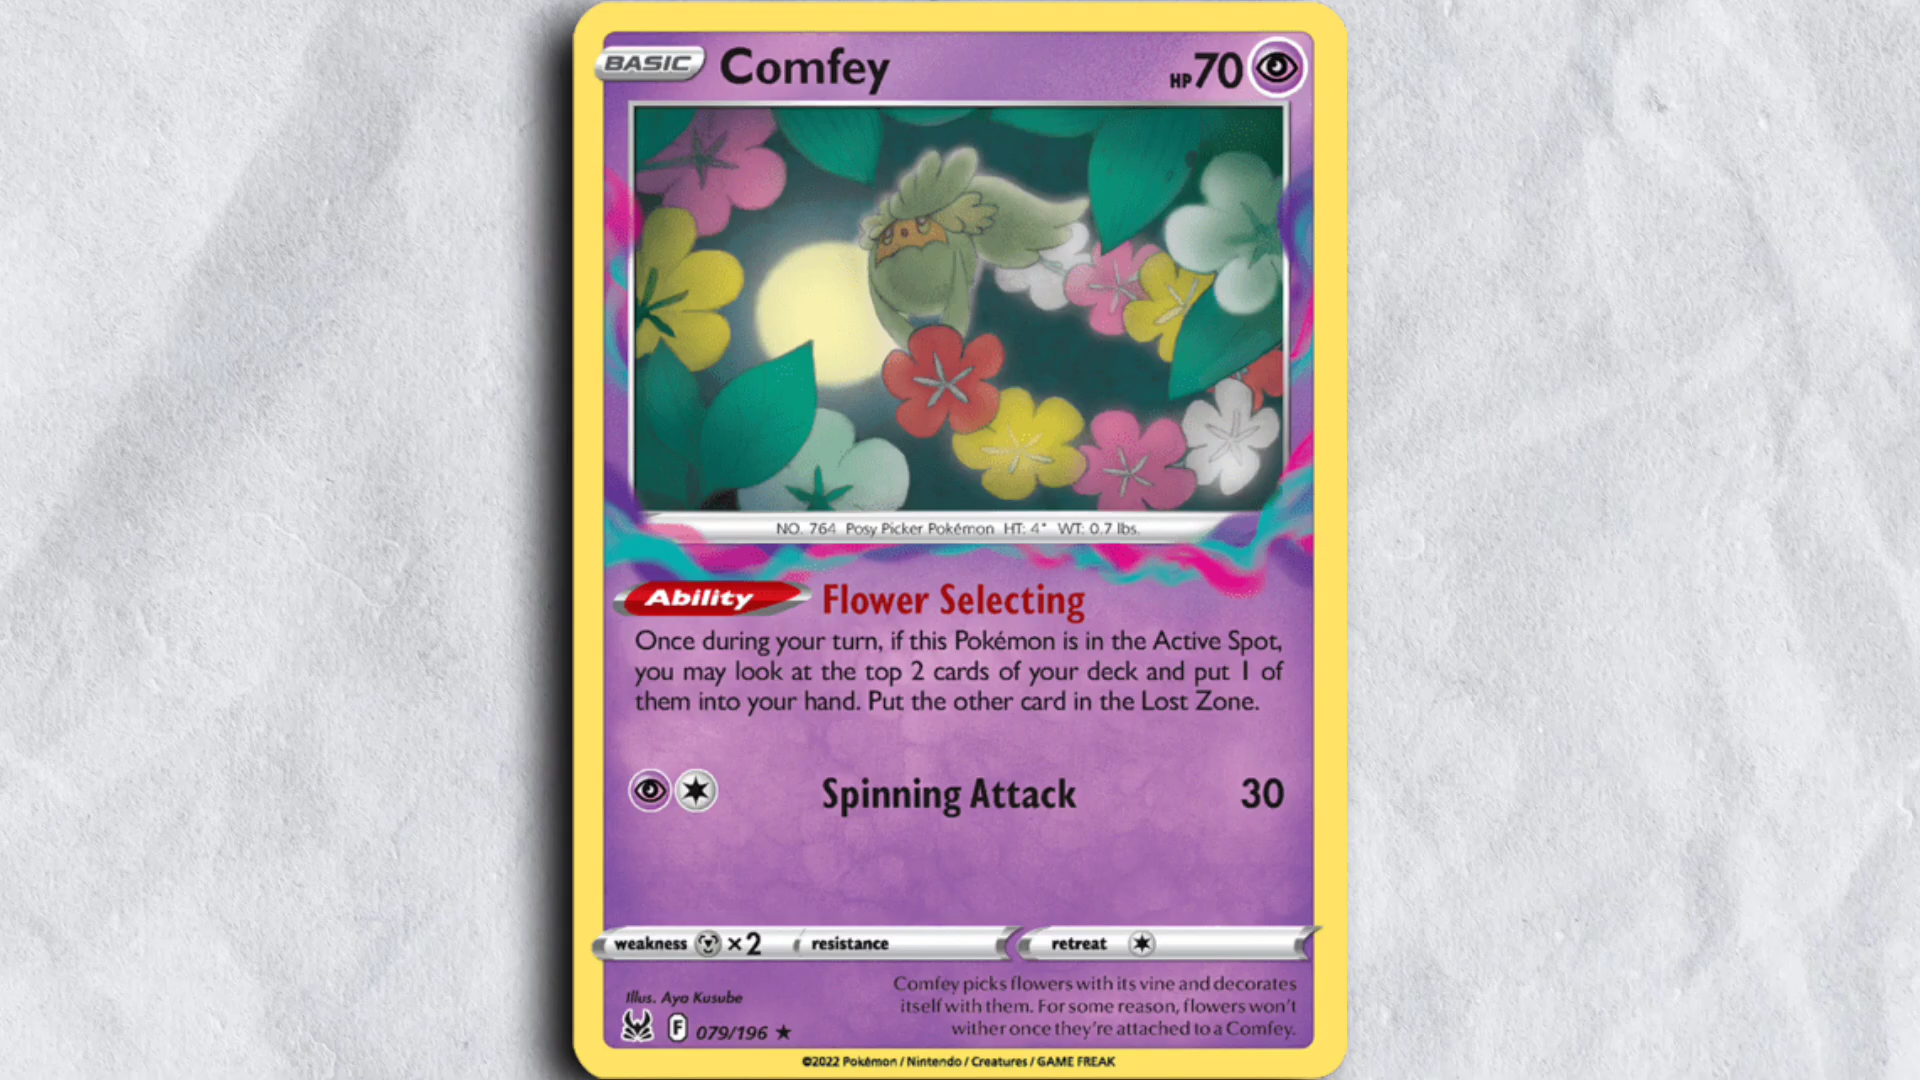 BASIC Comfey HP 70
NO. 764 Posy Picker Pokémon HT: 4" WT: 0.7 lbs.
Ability Flower Selecting
Once during your turn, if this Pokémon is in the Active Spot,
you may look at the top 2 cards of your deck and put 1 of
them into your hand. Put the other card in the Lost Zone.
Spinning Attack 30
weakness ×2 resistance retreat
Comfey picks flowers with its vine and decorates
itself with them. For some reason, flowers won't
wither once they're attached to a Comfey.
Illus. Aya Kusube
F 079/196 ★
©2022 Pokémon / Nintendo / Creatures / GAME FREAK